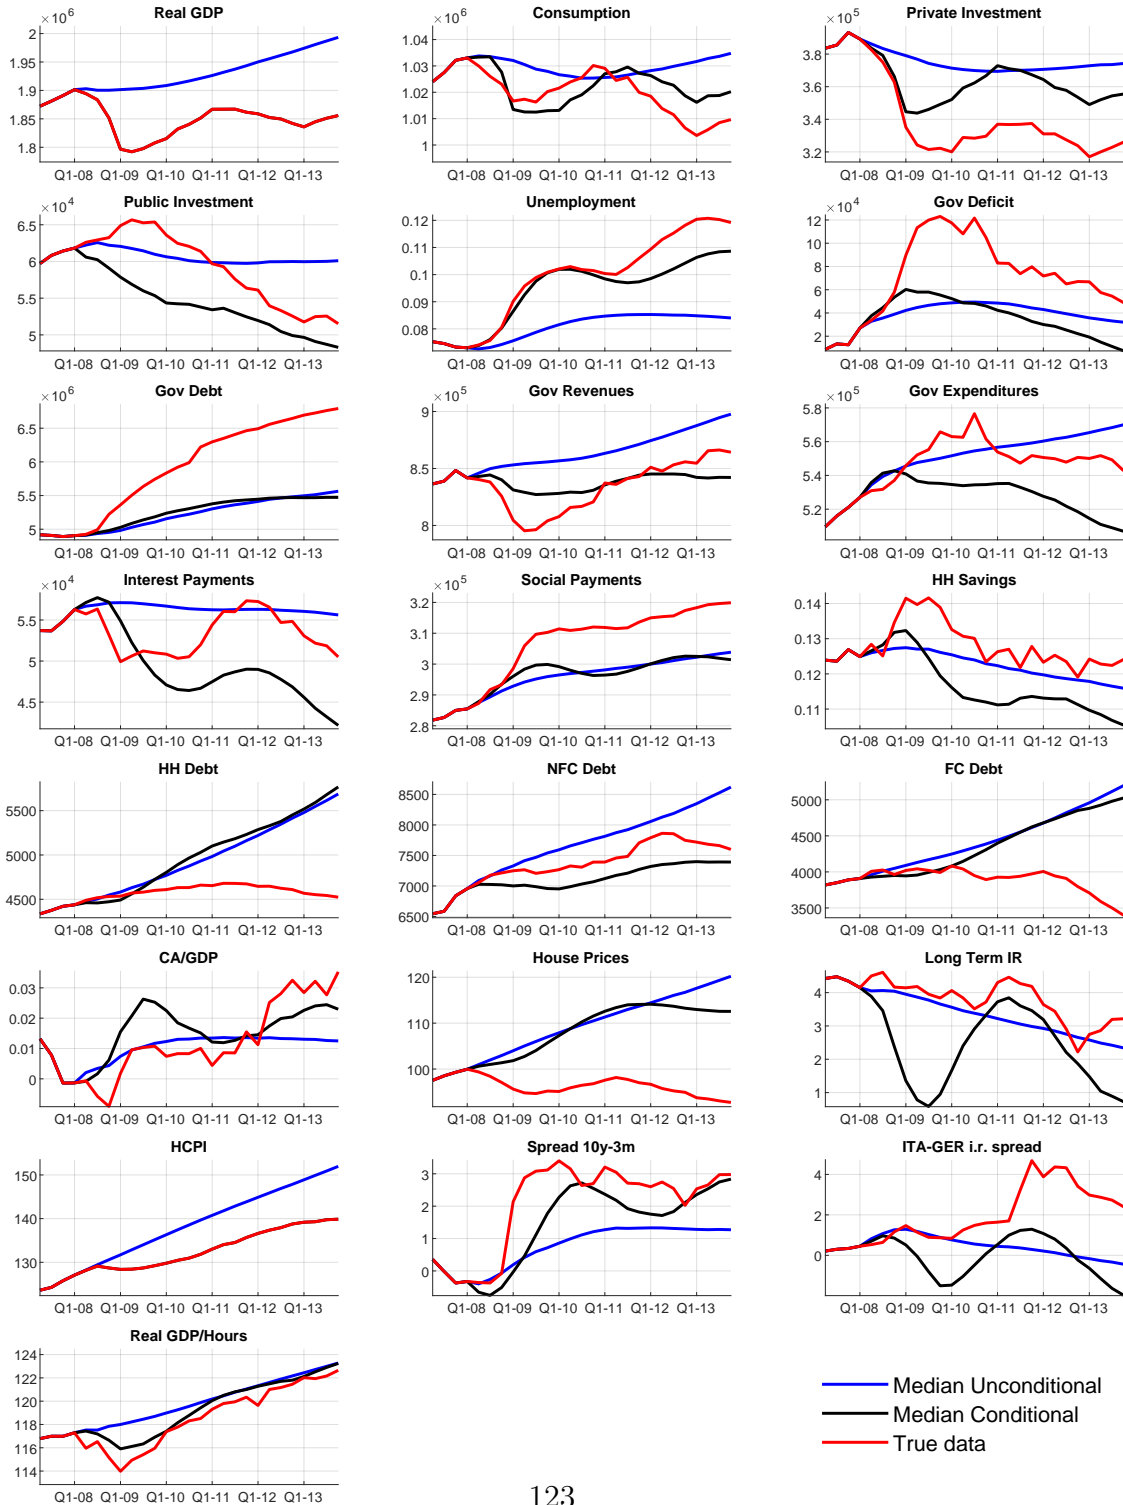 Real GDP
×10^6
2
1.95
1.9
1.85
1.8
Q1-08 Q1-09 Q1-10 Q1-11 Q1-12 Q1-13
Consumption
×10^6
1.04
1.03
1.02
1.01
1
Q1-08 Q1-09 Q1-10 Q1-11 Q1-12 Q1-13
Private Investment
×10^5
3.8
3.6
3.4
3.2
Q1-08 Q1-09 Q1-10 Q1-11 Q1-12 Q1-13
Public Investment
×10^4
6.5
6
5.5
5
Q1-08 Q1-09 Q1-10 Q1-11 Q1-12 Q1-13
Unemployment
0.12
0.1
0.08
Q1-08 Q1-09 Q1-10 Q1-11 Q1-12 Q1-13
Gov Deficit
×10^4
12
10
8
6
4
2
Q1-08 Q1-09 Q1-10 Q1-11 Q1-12 Q1-13
Gov Debt
×10^6
6.5
6
5.5
5
Q1-08 Q1-09 Q1-10 Q1-11 Q1-12 Q1-13
Gov Revenues
×10^5
9
8.5
8
Q1-08 Q1-09 Q1-10 Q1-11 Q1-12 Q1-13
Gov Expenditures
×10^5
5.8
5.6
5.4
5.2
Q1-08 Q1-09 Q1-10 Q1-11 Q1-12 Q1-13
Interest Payments
×10^4
5.5
5
4.5
Q1-08 Q1-09 Q1-10 Q1-11 Q1-12 Q1-13
Social Payments
×10^5
3.2
3.1
3
2.9
2.8
Q1-08 Q1-09 Q1-10 Q1-11 Q1-12 Q1-13
HH Savings
0.14
0.13
0.12
0.11
Q1-08 Q1-09 Q1-10 Q1-11 Q1-12 Q1-13
HH Debt
5500
5000
4500
Q1-08 Q1-09 Q1-10 Q1-11 Q1-12 Q1-13
NFC Debt
8500
8000
7500
7000
6500
Q1-08 Q1-09 Q1-10 Q1-11 Q1-12 Q1-13
FC Debt
5000
4500
4000
3500
Q1-08 Q1-09 Q1-10 Q1-11 Q1-12 Q1-13
CA/GDP
0.03
0.02
0.01
0
Q1-08 Q1-09 Q1-10 Q1-11 Q1-12 Q1-13
House Prices
120
110
100
Q1-08 Q1-09 Q1-10 Q1-11 Q1-12 Q1-13
Long Term IR
4
3
2
1
Q1-08 Q1-09 Q1-10 Q1-11 Q1-12 Q1-13
HCPI
150
140
130
Q1-08 Q1-09 Q1-10 Q1-11 Q1-12 Q1-13
Spread 10y-3m
3
2
1
0
Q1-08 Q1-09 Q1-10 Q1-11 Q1-12 Q1-13
ITA-GER i.r. spread
4
2
0
Q1-08 Q1-09 Q1-10 Q1-11 Q1-12 Q1-13
Real GDP/Hours
124
122
120
118
116
114
Q1-08 Q1-09 Q1-10 Q1-11 Q1-12 Q1-13
Median Unconditional
Median Conditional
True data
123